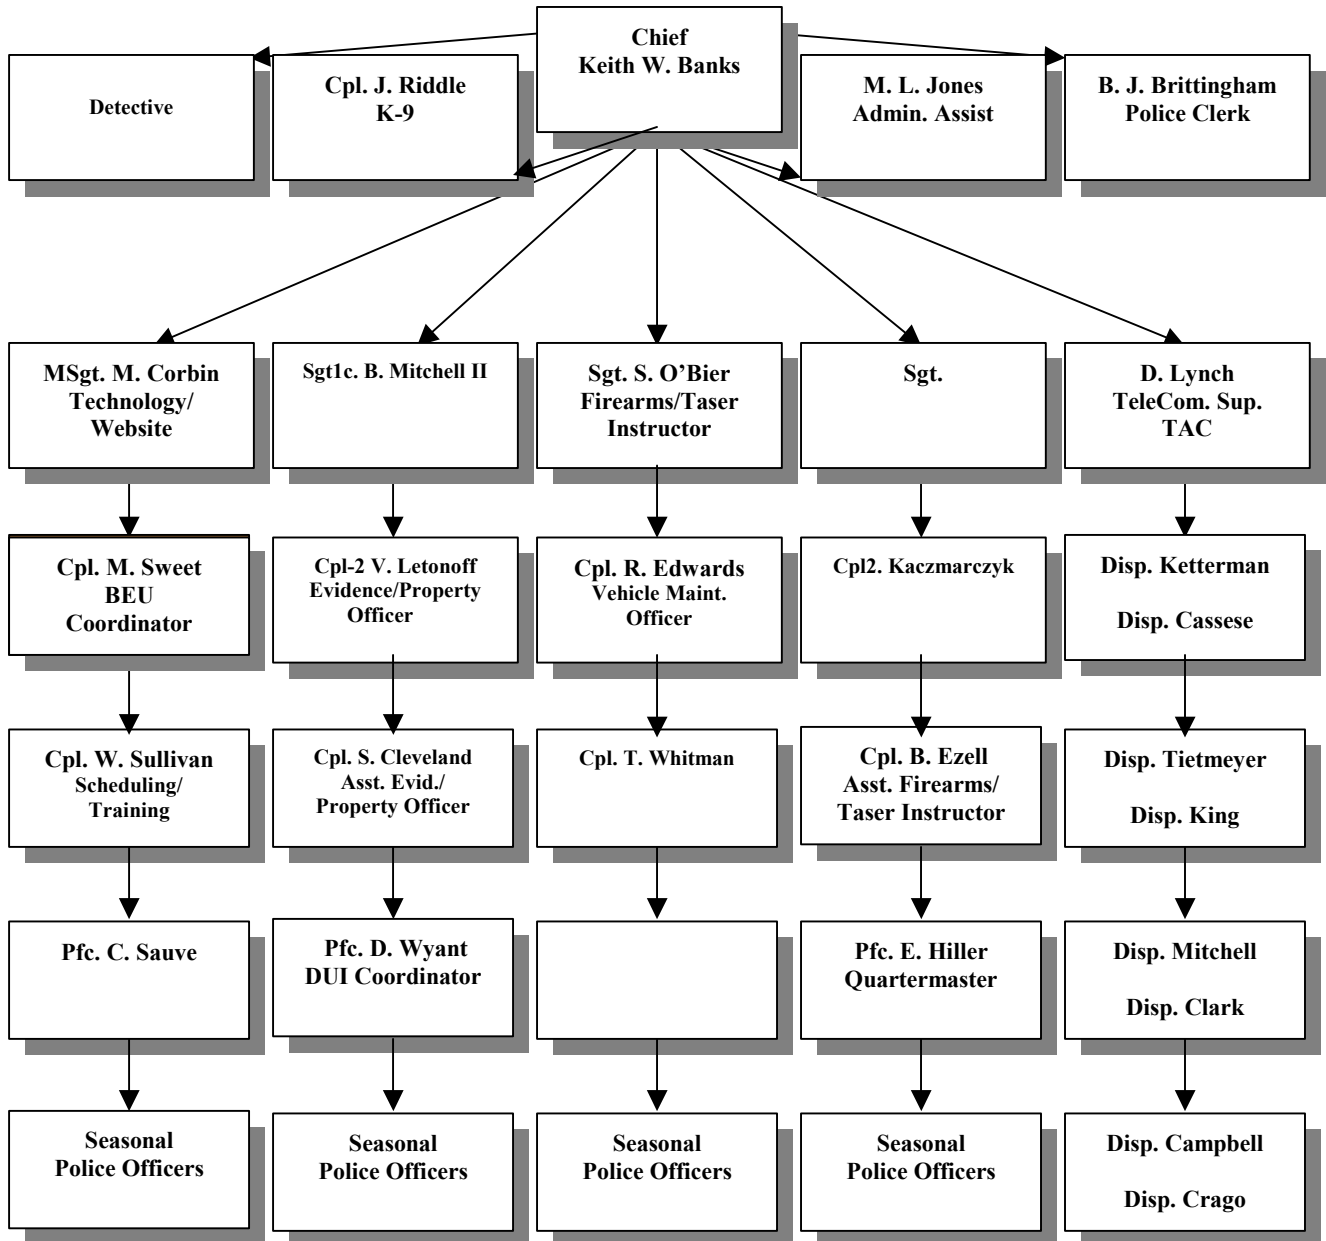 Chief
Keith W. Banks
Detective
Cpl. J. Riddle
K-9
M. L. Jones
Admin. Assist
B. J. Brittingham
Police Clerk
MSgt. M. Corbin
Technology/
Website
Sgt1c. B. Mitchell II
Sgt. S. O’Bier
Firearms/Taser
Instructor
Sgt.
D. Lynch
TeleCom. Sup.
TAC
Cpl. M. Sweet
BEU
Coordinator
Cpl-2 V. Letonoff
Evidence/Property
Officer
Cpl. R. Edwards
Vehicle Maint.
Officer
Cpl2. Kaczmarczyk
Disp. Ketterman
Disp. Cassese
Cpl. W. Sullivan
Scheduling/
Training
Cpl. S. Cleveland
Asst. Evid./
Property Officer
Cpl. T. Whitman
Cpl. B. Ezell
Asst. Firearms/
Taser Instructor
Disp. Tietmeyer
Disp. King
Pfc. C. Sauve
Pfc. D. Wyant
DUI Coordinator
Pfc. E. Hiller
Quartermaster
Disp. Mitchell
Disp. Clark
Seasonal
Police Officers
Seasonal
Police Officers
Seasonal
Police Officers
Seasonal
Police Officers
Disp. Campbell
Disp. Crago